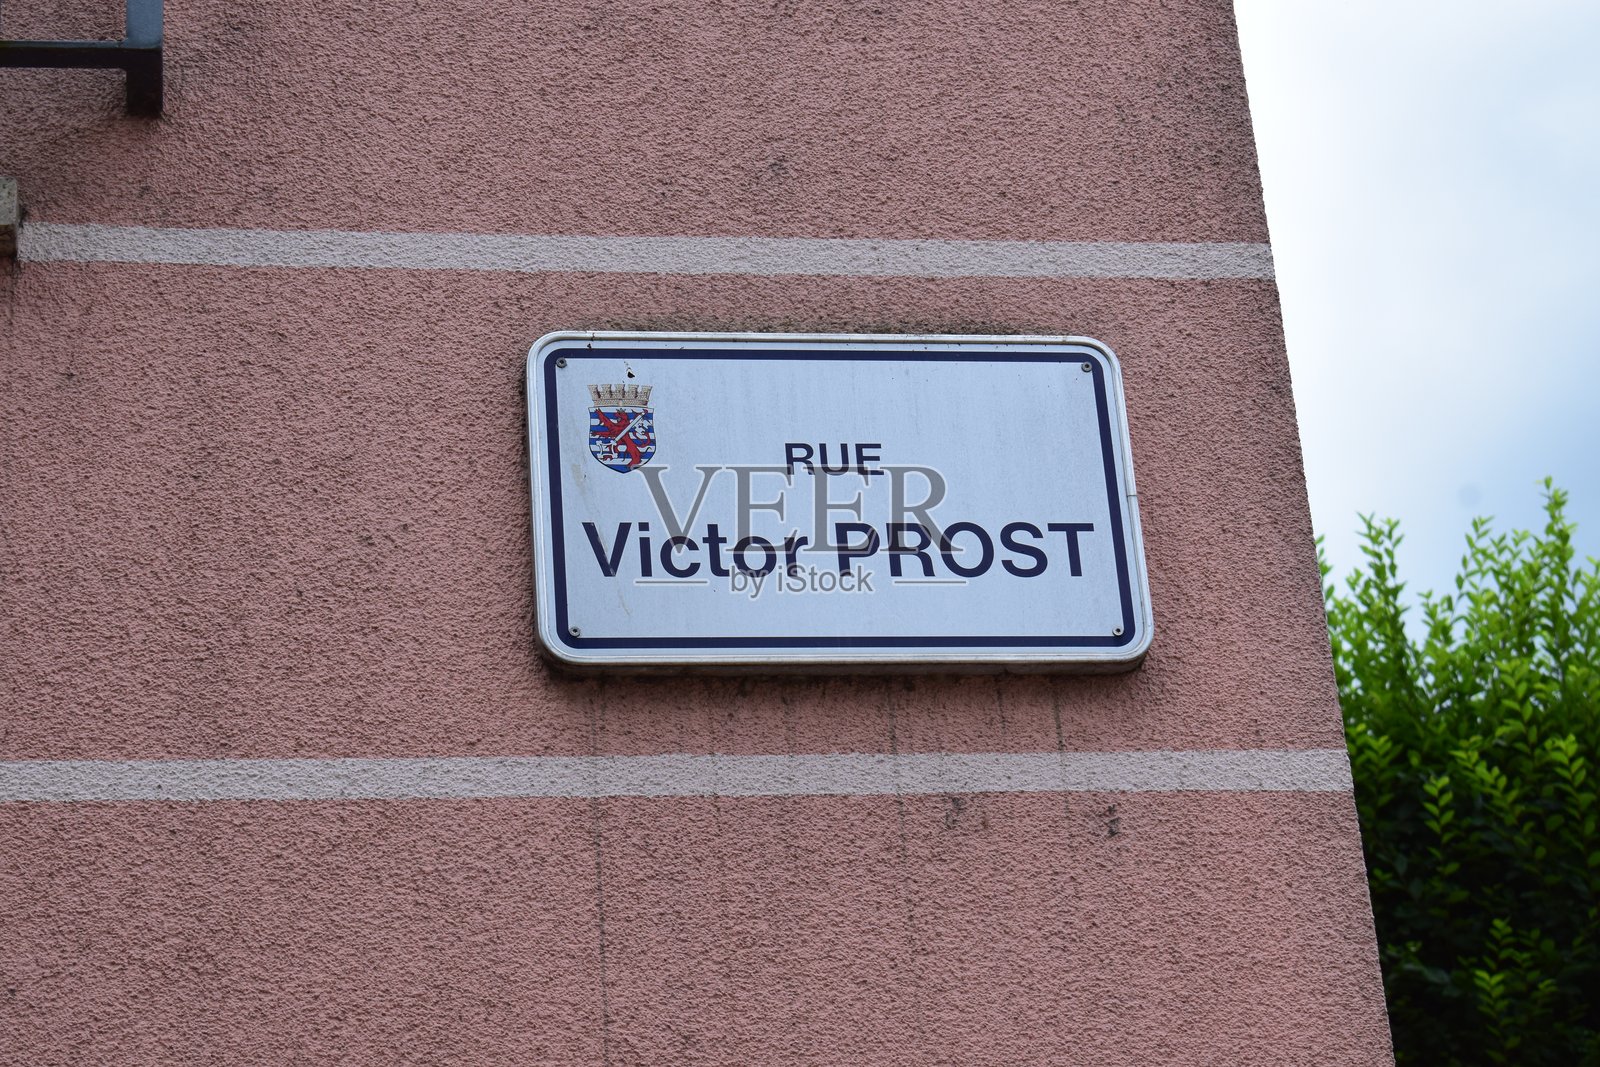 RUE
VEER
Victor PROST
by iStock